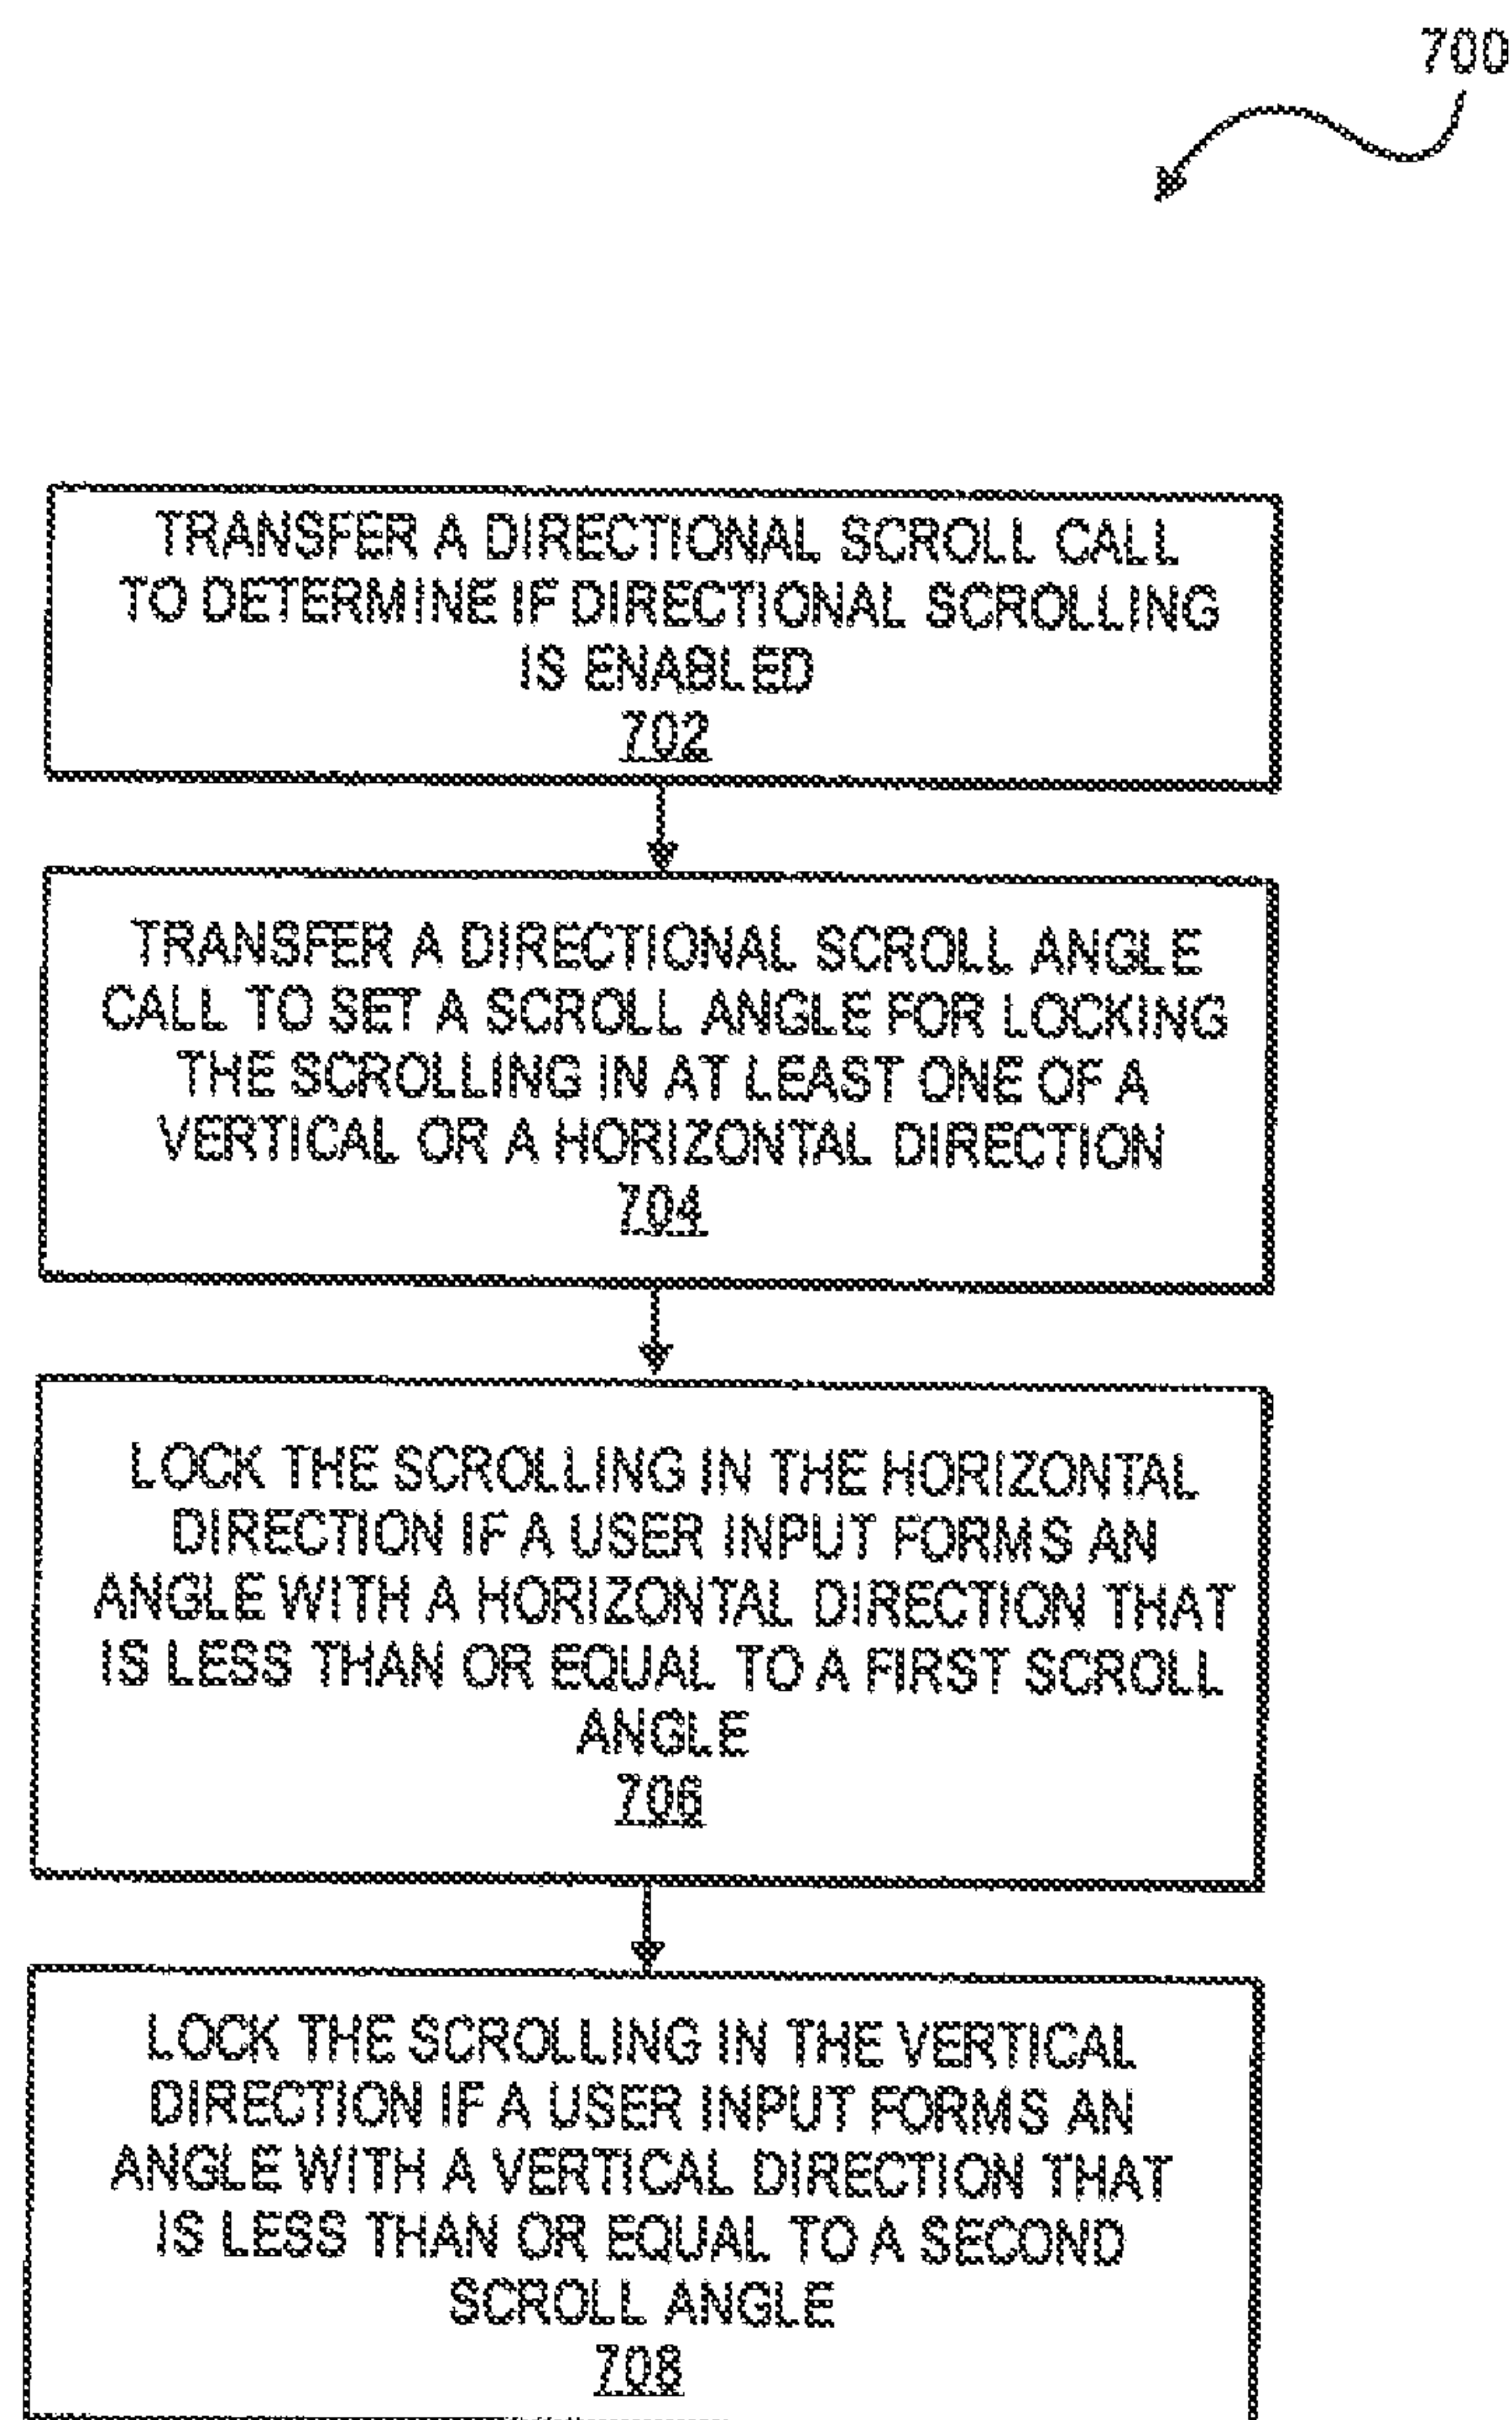 700
TRANSFER A DIRECTIONAL SCROLL CALL
TO DETERMINE IF DIRECTIONAL SCROLLING
IS ENABLED
702
TRANSFER A DIRECTIONAL SCROLL ANGLE
CALL TO SET A SCROLL ANGLE FOR LOCKING
THE SCROLLING IN AT LEAST ONE OF A
VERTICAL OR A HORIZONTAL DIRECTION
704
LOCK THE SCROLLING IN THE HORIZONTAL
DIRECTION IF A USER INPUT FORMS AN
ANGLE WITH A HORIZONTAL DIRECTION THAT
IS LESS THAN OR EQUAL TO A FIRST SCROLL
ANGLE
706
LOCK THE SCROLLING IN THE VERTICAL
DIRECTION IF A USER INPUT FORMS AN
ANGLE WITH A VERTICAL DIRECTION THAT
IS LESS THAN OR EQUAL TO A SECOND
SCROLL ANGLE
708